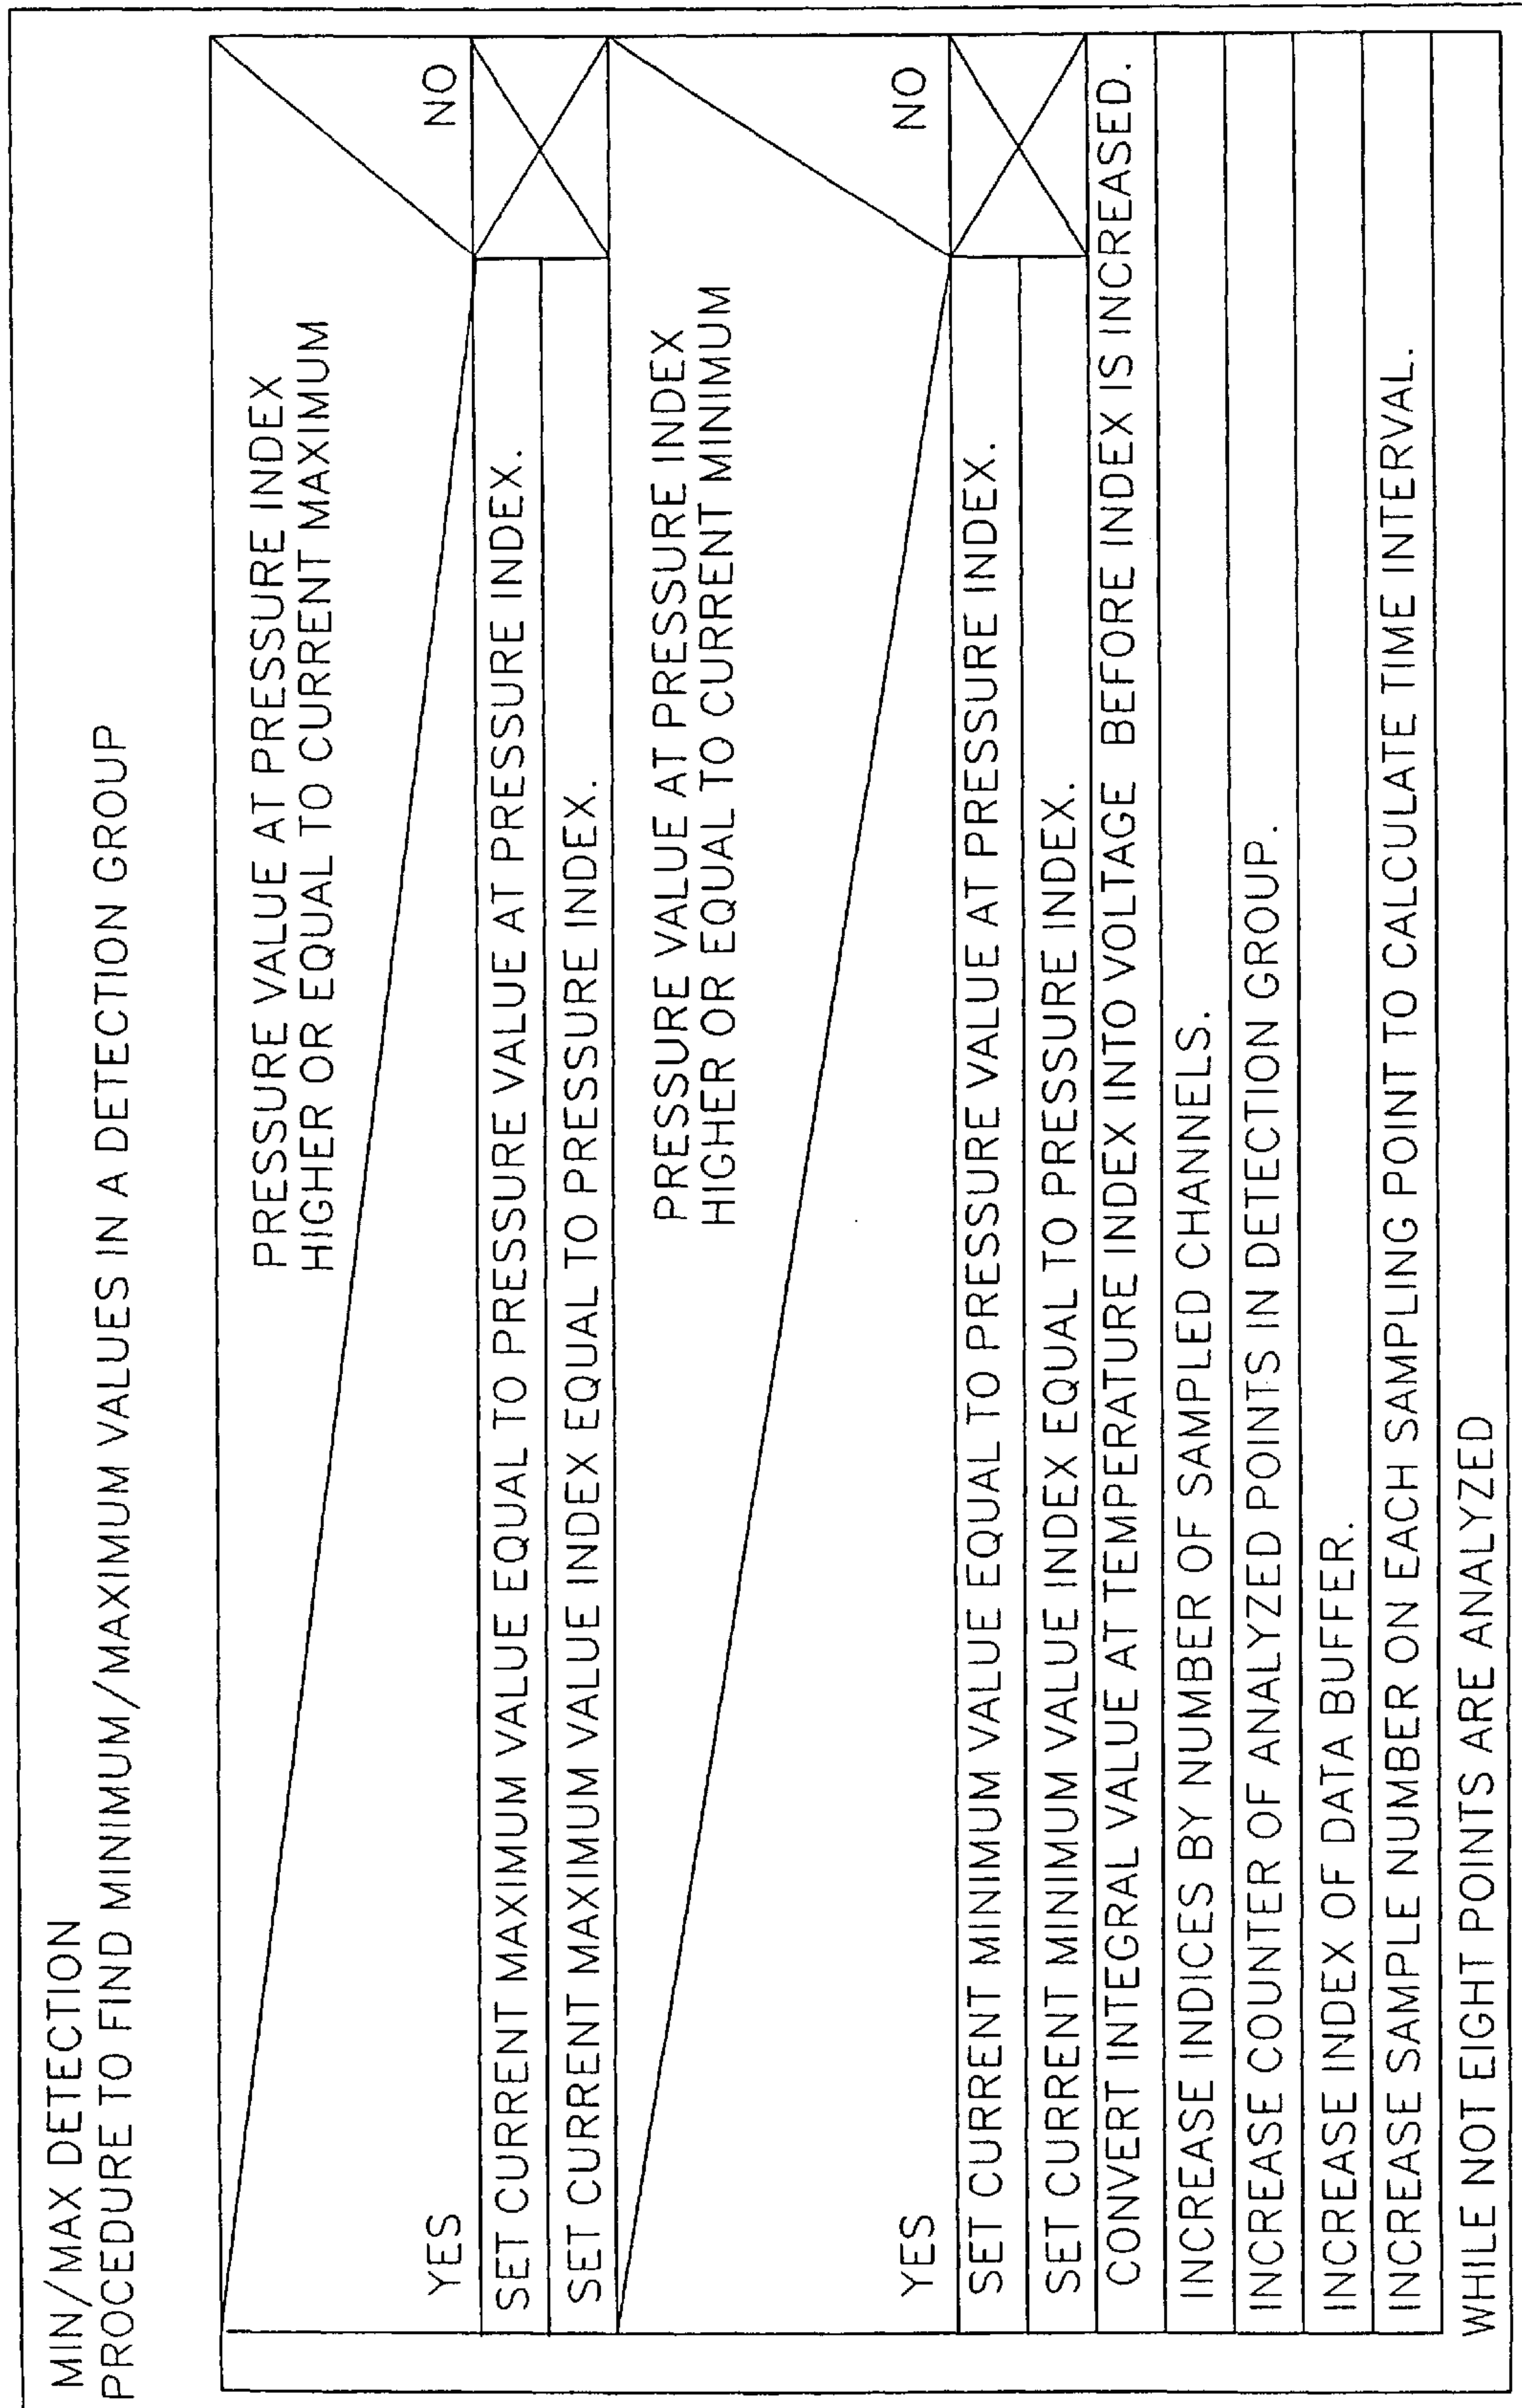 MIN/MAX DETECTION
PROCEDURE TO FIND MINIMUM/MAXIMUM VALUES IN A DETECTION GROUP
PRESSURE VALUE AT PRESSURE INDEX
HIGHER OR EQUAL TO CURRENT MAXIMUM
YES
NO
SET CURRENT MAXIMUM VALUE EQUAL TO PRESSURE VALUE AT PRESSURE INDEX.
SET CURRENT MAXIMUM VALUE INDEX EQUAL TO PRESSURE INDEX.
PRESSURE VALUE AT PRESSURE INDEX
HIGHER OR EQUAL TO CURRENT MINIMUM
YES
NO
SET CURRENT MINIMUM VALUE EQUAL TO PRESSURE VALUE AT PRESSURE INDEX.
SET CURRENT MINIMUM VALUE INDEX EQUAL TO PRESSURE INDEX.
CONVERT INTEGRAL VALUE AT TEMPERATURE INDEX INTO VOLTAGE BEFORE INDEX IS INCREASED.
INCREASE INDICES BY NUMBER OF SAMPLED CHANNELS.
INCREASE COUNTER OF ANALYZED POINTS IN DETECTION GROUP.
INCREASE INDEX OF DATA BUFFER.
INCREASE SAMPLE NUMBER ON EACH SAMPLING POINT TO CALCULATE TIME INTERVAL.
WHILE NOT EIGHT POINTS ARE ANALYZED